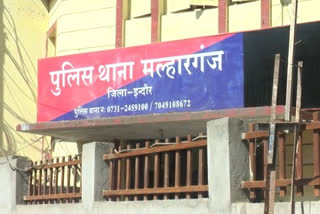 पुलिस थाना मल्हारगंज
जिला-इन्दौर
पुलिस थाना नं: 0731-2459100 / 7049108672